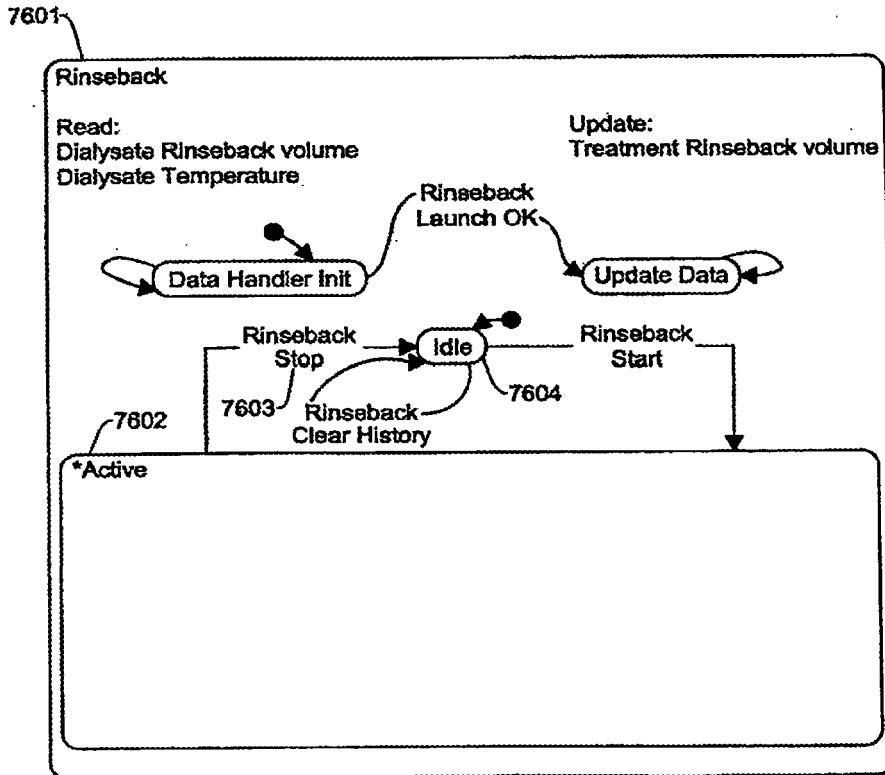 7601
Rinseback
Read:
Dialysate Rinseback volume
Dialysate Temperature
Update:
Treatment Rinseback volume
Rinseback
Launch OK
Data Handler Init
Update Data
Rinseback
Stop
Idle
Rinseback
Start
7603
7604
Rinseback
Clear History
7602
*Active